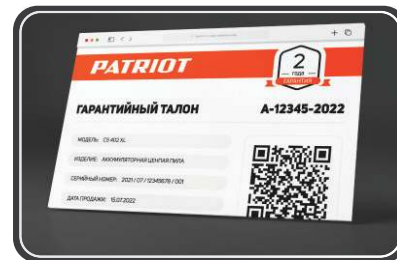 PATRIOT
2
ГОДА
ГАРАНТИЯ
ГАРАНТИЙНЫЙ ТАЛОН
А-12345-2022
МОДЕЛЬ: CS 402 XL
ИЗДЕЛИЕ: АККУМУЛЯТОРНАЯ ЦЕПНАЯ ПИЛА
СЕРИЙНЫЙ НОМЕР: 2021 / 07 / 12345678 / 001
ДАТА ПРОДАЖИ: 15.07.2022